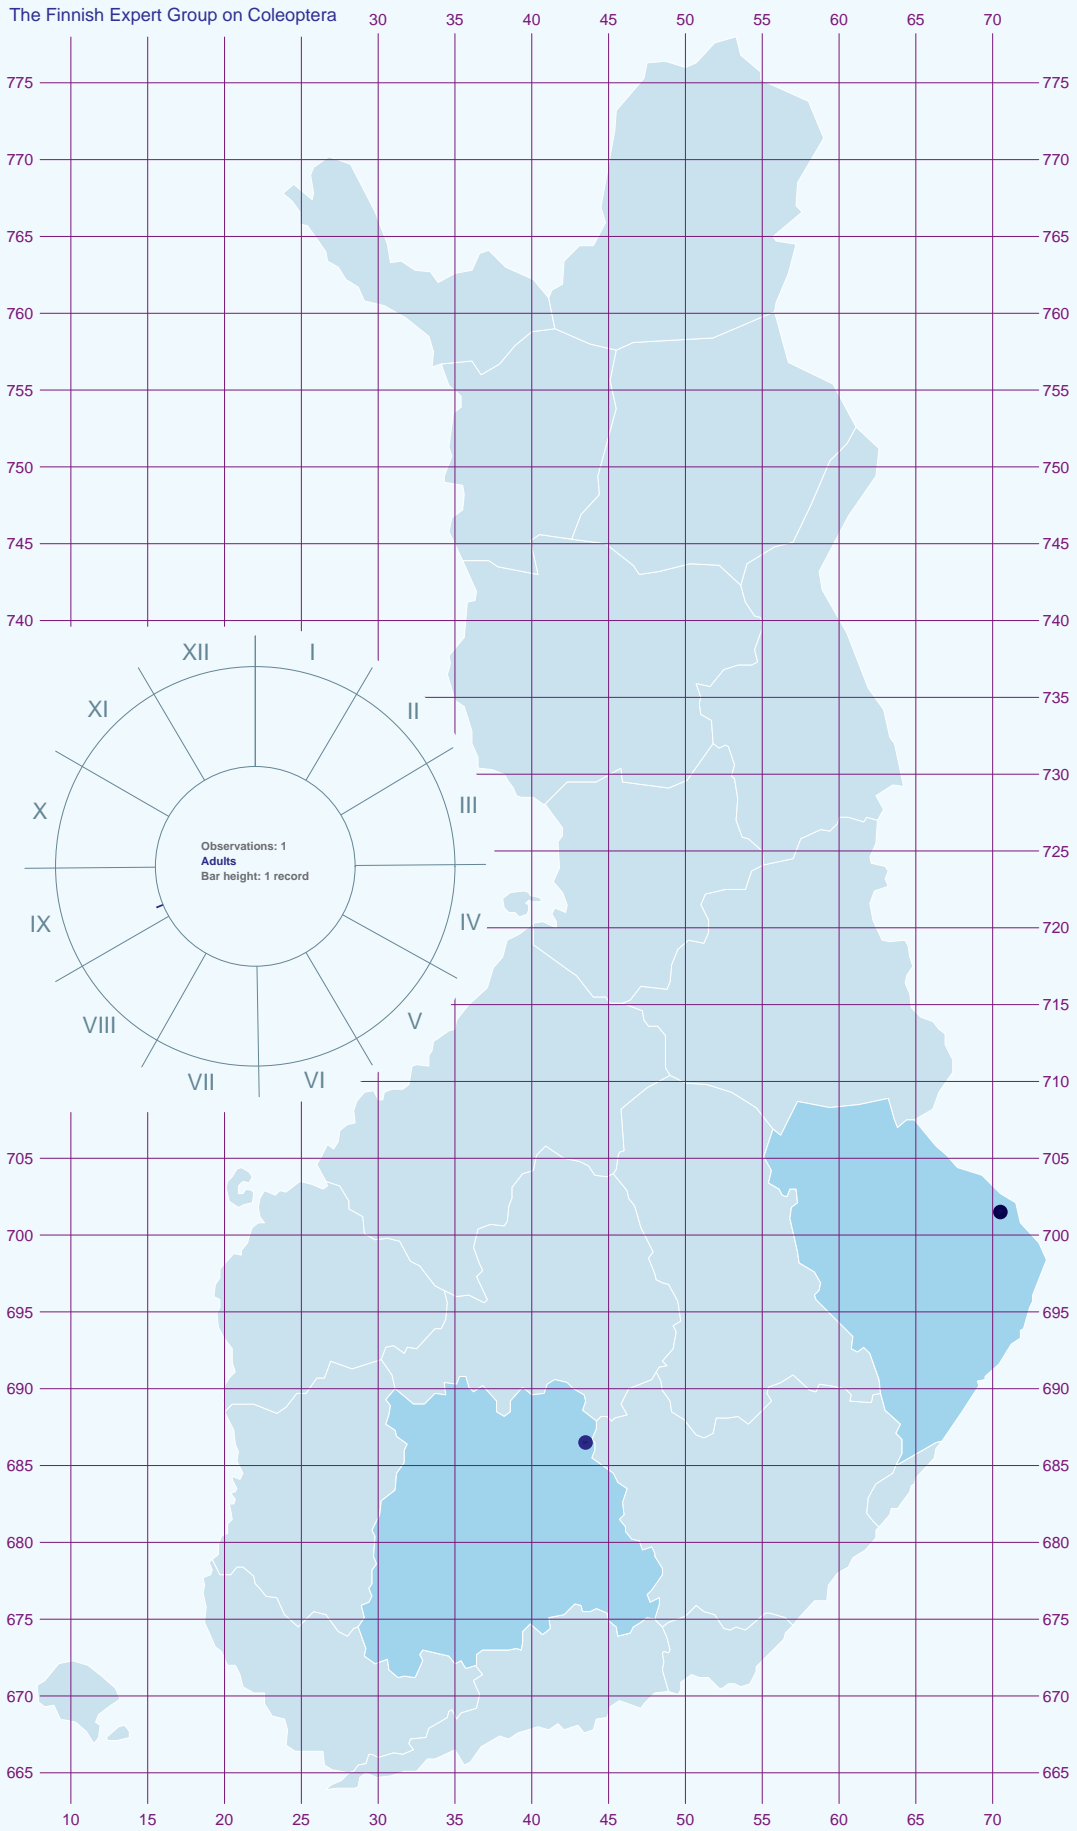 The Finnish Expert Group on Coleoptera
30 40 45 50 55 60 65 70
775 775
770 770
765 765
760 760
755 755
750 750
745 745
740 740
XII I
XI II
735
730
X III
Observations: 1
Adults
Bar height: 1 record
725
IX IV
720
VIII V
715
VII VI
710
705 705
700 700
695 695
690 690
685 685
680 680
675 675
670 670
665 665
10 15 20 25 30 35 40 45 50 55 60 65 70